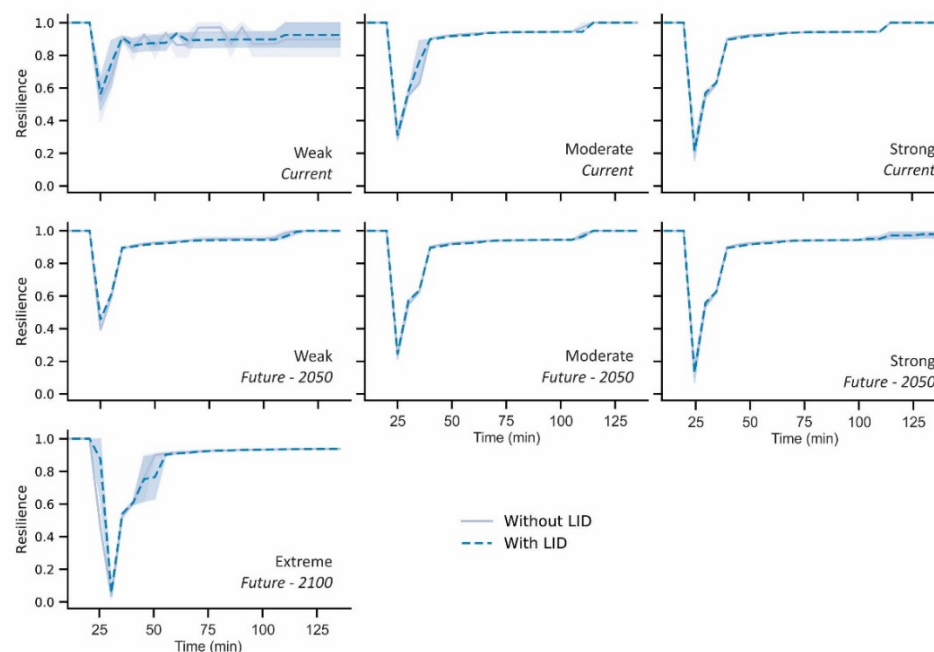 1.0
0.8
0.6
0.4
0.2
0.0
Resilience
Weak
Current
Moderate
Current
Strong
Current
1.0
0.8
0.6
0.4
0.2
0.0
Resilience
Weak
Future - 2050
Moderate
Future - 2050
Strong
Future - 2050
25 50 75 100 125
Time (min)
25 50 75 100 125
Time (min)
1.0
0.8
0.6
0.4
0.2
0.0
Resilience
Extreme
Future - 2100
25 50 75 100 125
Time (min)
Without LID
With LID